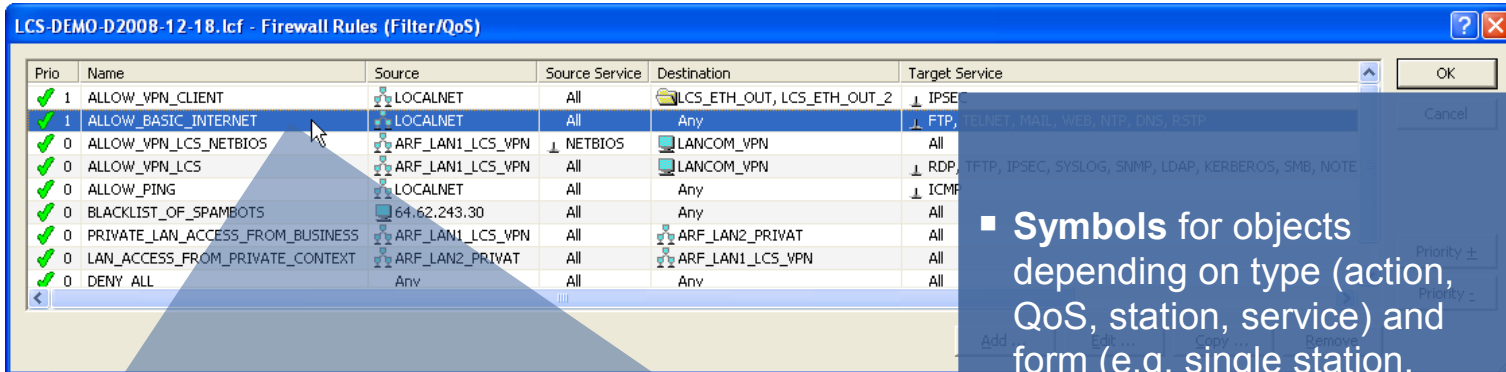 LCS-DEMO-D2008-12-18.lcf - Firewall Rules (Filter/QoS)
Prio Name Source Source Service Destination Target Service
1 ALLOW_VPN_CLIENT LOCALNET All LCS_ETH_OUT, LCS_ETH_OUT_2 IPSEC
1 ALLOW_BASIC_INTERNET LOCALNET All Any FTP, TELNET, MAIL, WEB, NTP, DNS, RSTP
0 ALLOW_VPN_LCS_NETBIOS ARF_LAN1_LCS_VPN NETBIOS LANCOM_VPN All
0 ALLOW_VPN_LCS ARF_LAN1_LCS_VPN All LANCOM_VPN RDP, TFTP, IPSEC, SYSLOG, SNMP, LDAP, KERBEROS, SMB, NOTE
0 ALLOW_PING LOCALNET All Any ICMP
0 BLACKLIST_OF_SPAMBOTS 64.62.243.30 All Any All
0 PRIVATE_LAN_ACCESS_FROM_BUSINESS ARF_LAN1_LCS_VPN All ARF_LAN2_PRIVAT All
0 LAN_ACCESS_FROM_PRIVATE_CONTEXT ARF_LAN2_PRIVAT All ARF_LAN1_LCS_VPN All
0 DENY_ALL Any All Any All
OK
Cancel
Priority +
Priority -
Add ... Edit ... Copy ... Remove
▪ Symbols for objects
depending on type (action,
QoS, station, service) and
form (e.g. single station,